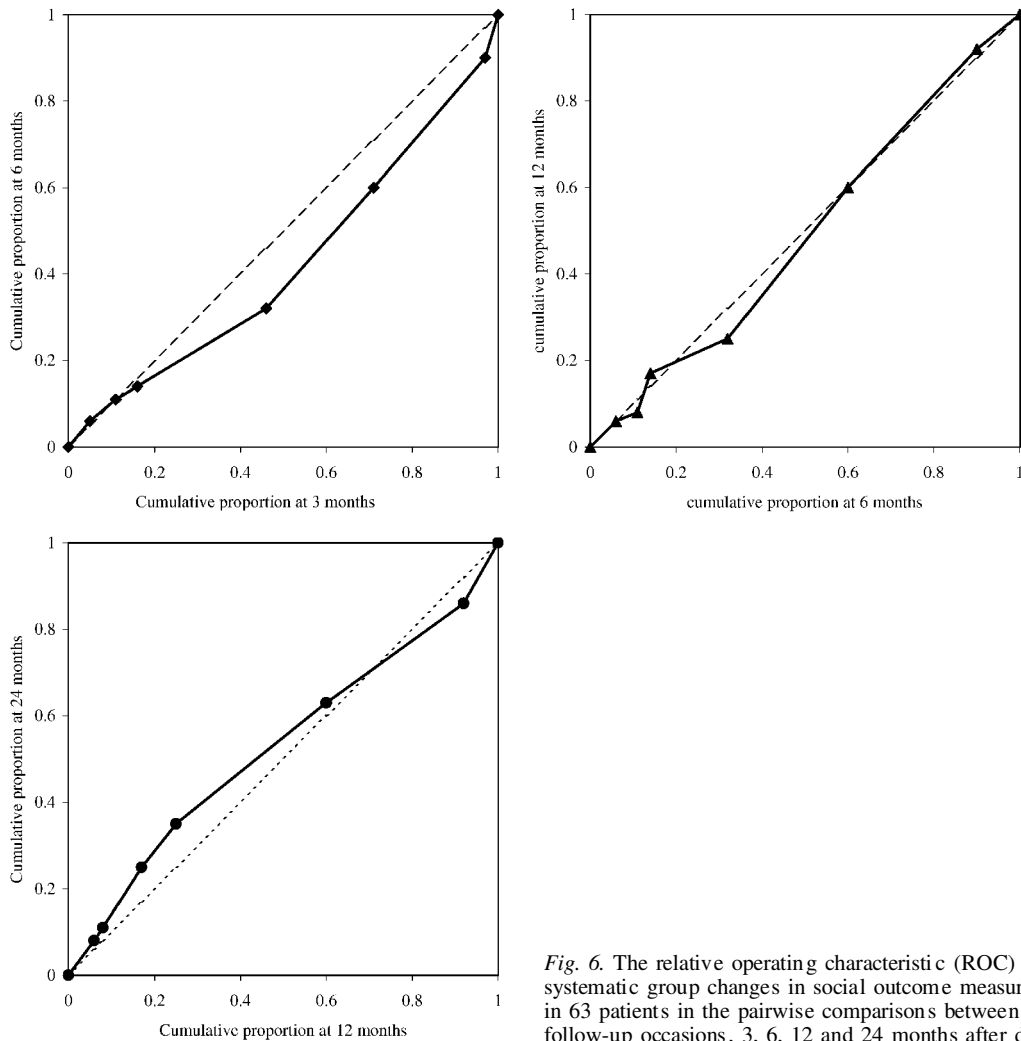 1
0.8
0.6
0.4
0.2
0
Cumulative proportion at 6 months
0 0.2 0.4 0.6 0.8 1
Cumulative proportion at 3 months
1
0.8
0.6
0.4
0.2
0
cumulative proportion at 12 months
0 0.2 0.4 0.6 0.8 1
cumulative proportion at 6 months
1
0.8
0.6
0.4
0.2
0
Cumulative proportion at 24 months
0 0.2 0.4 0.6 0.8 1
Cumulative proportion at 12 months
Fig. 6. The relative operating characteristic (ROC)
systematic group changes in social outcome measur
in 63 patients in the pairwise comparisons between
follow-up occasions, 3, 6, 12 and 24 months after